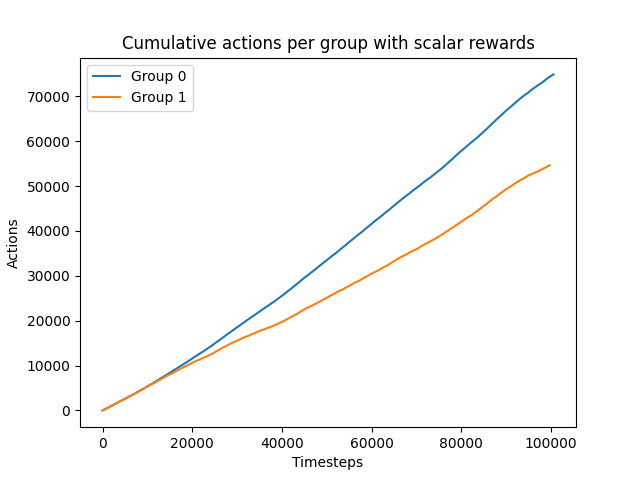 Cumulative actions per group with scalar rewards
Group 0
Group 1
70000
60000
50000
40000
30000
20000
10000
0
Actions
0 20000 40000 60000 80000 100000
Timesteps